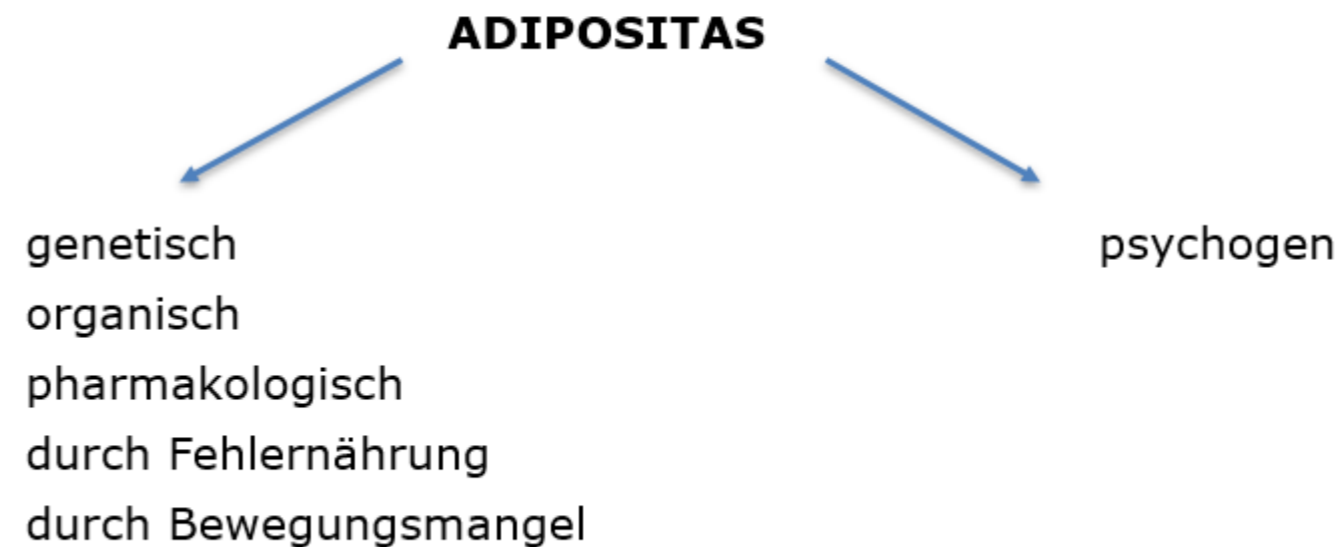 ADIPOSITAS
genetisch
psychogen
organisch
pharmakologisch
durch Fehlernährung
durch Bewegungsmangel